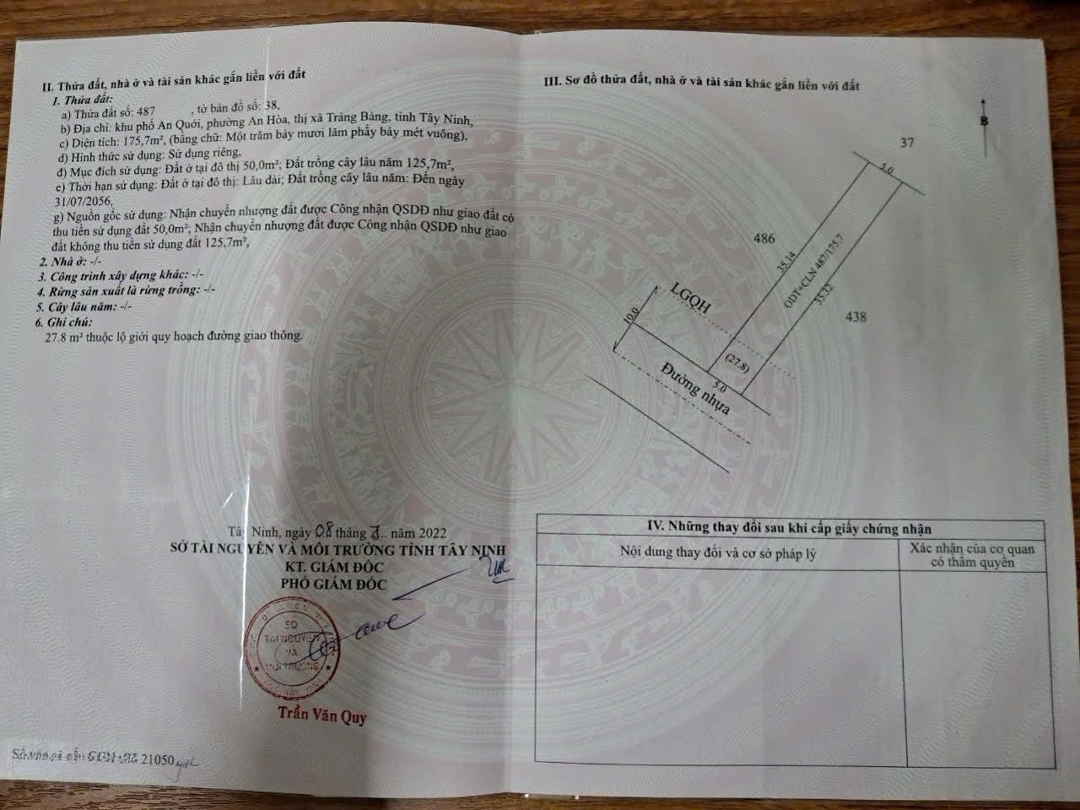 II. Thửa đất, nhà ở và tài sản khác gắn liền với đất
1. Thửa đất:
a) Thửa đất số: 487 , tờ bản đồ số: 38,
b) Địa chỉ: khu phố An Quới, phường An Hòa, thị xã Trảng Bàng, tỉnh Tây Ninh,
c) Diện tích: 175,7m², (bằng chữ: Một trăm bảy mươi lăm phẩy bảy mét vuông),
d) Hình thức sử dụng: Sử dụng riêng,
đ) Mục đích sử dụng: Đất ở tại đô thị 50,0m²; Đất trồng cây lâu năm 125,7m²,
e) Thời hạn sử dụng: Đất ở tại đô thị: Lâu dài; Đất trồng cây lâu năm: Đến ngày
31/07/2056,
g) Nguồn gốc sử dụng: Nhận chuyển nhượng đất được Công nhận QSDĐ như giao đất có
thu tiền sử dụng đất 50,0m²; Nhận chuyển nhượng đất được Công nhận QSDĐ như giao
đất không thu tiền sử dụng đất 125,7m²,
2. Nhà ở: -/-
3. Công trình xây dựng khác: -/-
4. Rừng sản xuất là rừng trồng: -/-
5. Cây lâu năm: -/-
6. Ghi chú:
27.8 m² thuộc lộ giới quy hoạch đường giao thông.
Tây Ninh, ngày 08 tháng 7.. năm 2022
SỞ TÀI NGUYÊN VÀ MÔI TRƯỜNG TỈNH TÂY NINH
KT. GIÁM ĐỐC
PHÓ GIÁM ĐỐC
SỞ
TÀI NGUYÊN
VÀ
MÔI TRƯỜNG
Trần Văn Quy
Số vào sổ cấp GCN: 21050
III. Sơ đồ thửa đất, nhà ở và tài sản khác gắn liền với đất
B
37
5.0
486
35.14
ODT+CLN 487/175.7
35.32
438
LGQH
10.0
(27.8)
5.0
Đường nhựa
IV. Những thay đổi sau khi cấp giấy chứng nhận
Nội dung thay đổi và cơ sở pháp lý
Xác nhận của cơ quan
có thẩm quyền